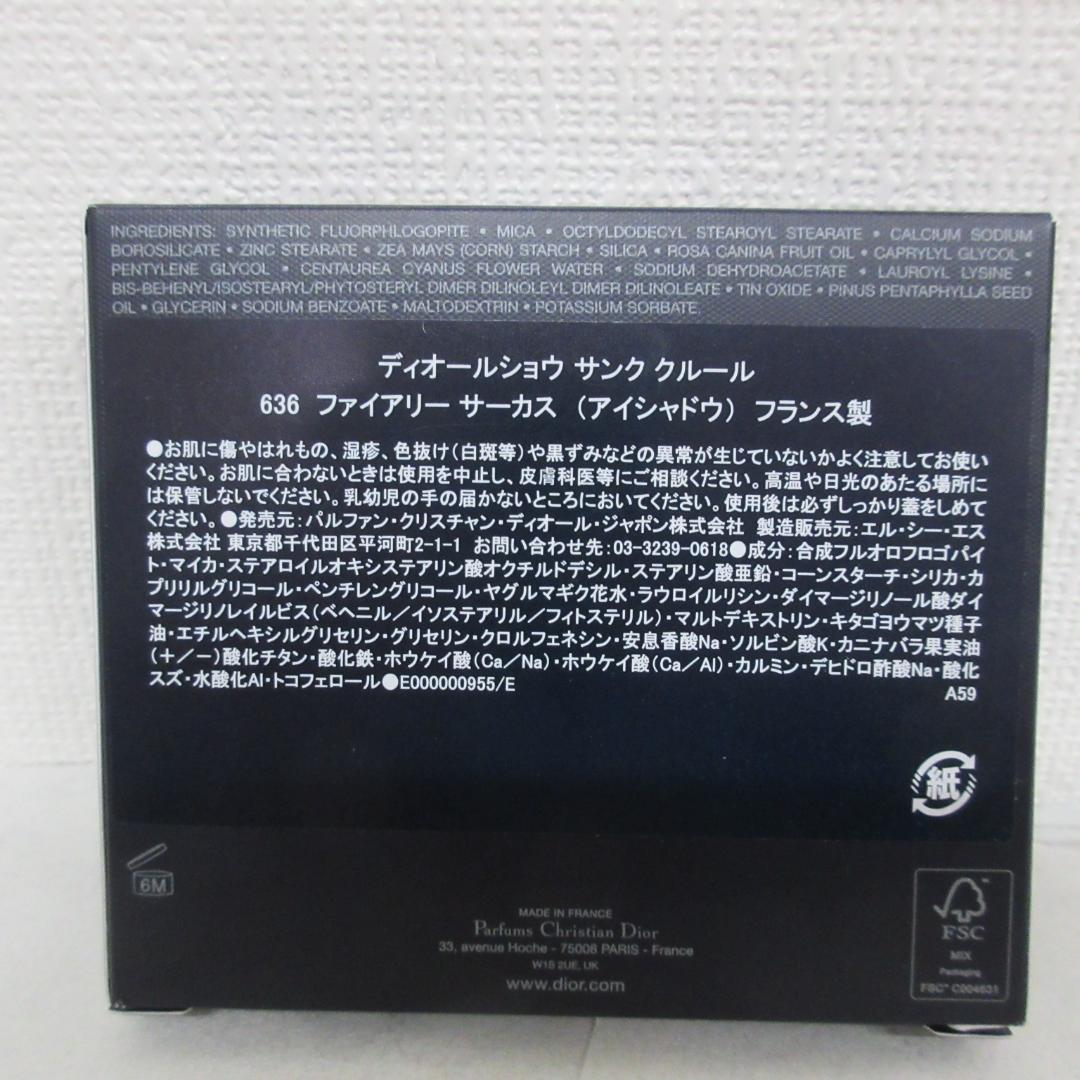 INGREDIENTS: SYNTHETIC FLUORPHLOGOPITE • MICA • OCTYLDODECYL STEAROYL STEARATE • CALCIUM SODIUM
BOROSILICATE • ZINC STEARATE • ZEA MAYS (CORN) STARCH • SILICA • ROSA CANINA FRUIT OIL • CAPRYLYL GLYCOL •
PENTYLENE GLYCOL • CENTAUREA CYANUS FLOWER WATER • SODIUM DEHYDROACETATE • LAUROYL LYSINE •
BIS-BEHENYL/ISOSTEARYL/PHYTOSTERYL DIMER DILINOLEYL DIMER DILINOLEATE • TIN OXIDE • PINUS PENTAPHYLLA SEED
OIL • GLYCERIN • SODIUM BENZOATE • MALTODEXTRIN • POTASSIUM SORBATE.
ディオールショウ サンク クルール
636 ファイアリー サーカス (アイシャドウ) フランス製
●お肌に傷やはれもの、湿疹、色抜け(白斑等)や黒ずみなどの異常が生じていないかよく注意してお使い
ください。お肌に合わないときは使用を中止し、皮膚科医等にご相談ください。高温や日光のあたる場所に
は保管しないでください。乳幼児の手の届かないところにおいてください。使用後は必ずしっかり蓋をしめて
ください。●発売元:パルファン・クリスチャン・ディオール・ジャポン株式会社 製造販売元:エル・シー・エス
株式会社 東京都千代田区平河町2-1-1 お問い合わせ先:03-3239-0618●成分:合成フルオロフロゴパイ
ト・マイカ・ステアロイルオキシステアリン酸オクチルドデシル・ステアリン酸亜鉛・コーンスターチ・シリカ・カ
プリリルグリコール・ペンチレングリコール・ヤグルマギク花水・ラウロイルリシン・ダイマージリノール酸ダイ
マージリノレイルビス(ベヘニル/イソステアリル/フィトステリル)・マルトデキストリン・キタゴヨウマツ種子
油・エチルヘキシルグリセリン・グリセリン・クロルフェネシン・安息香酸Na・ソルビン酸K・カニナバラ果実油
(+/-)酸化チタン・酸化鉄・ホウケイ酸(Ca/Na)・ホウケイ酸(Ca/Al)・カルミン・デヒドロ酢酸Na・酸化
スズ・水酸化Al・トコフェロール●E000000955/E
A59
紙
6M
MADE IN FRANCE
Parfums Christian Dior
33, avenue Hoche - 75008 PARIS - France
W1S 2UE, UK
www.dior.com
FSC
MIX
Packaging
FSC™ C004631